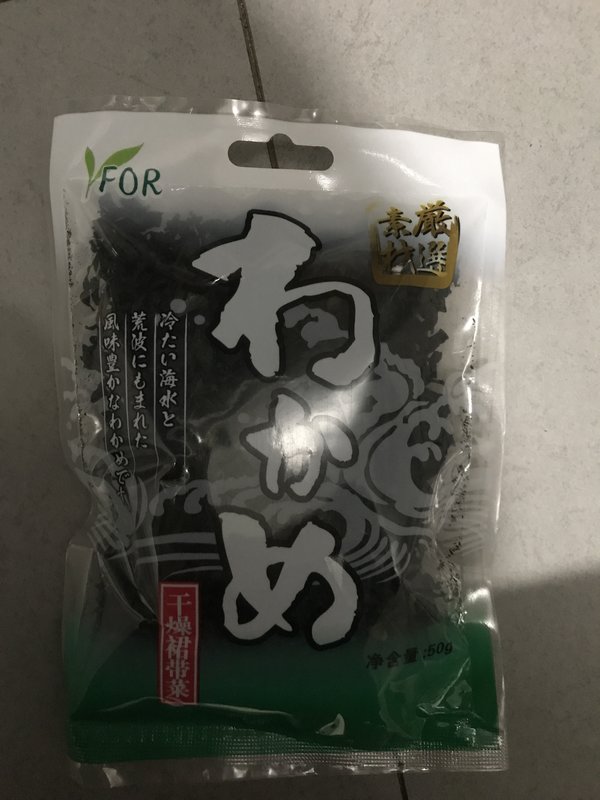 YFOR
厳選
素材
わかめ
冷たい海水と
荒波にもまれた
風味豊かなわかめです
干燥裙带菜
净含量:50g